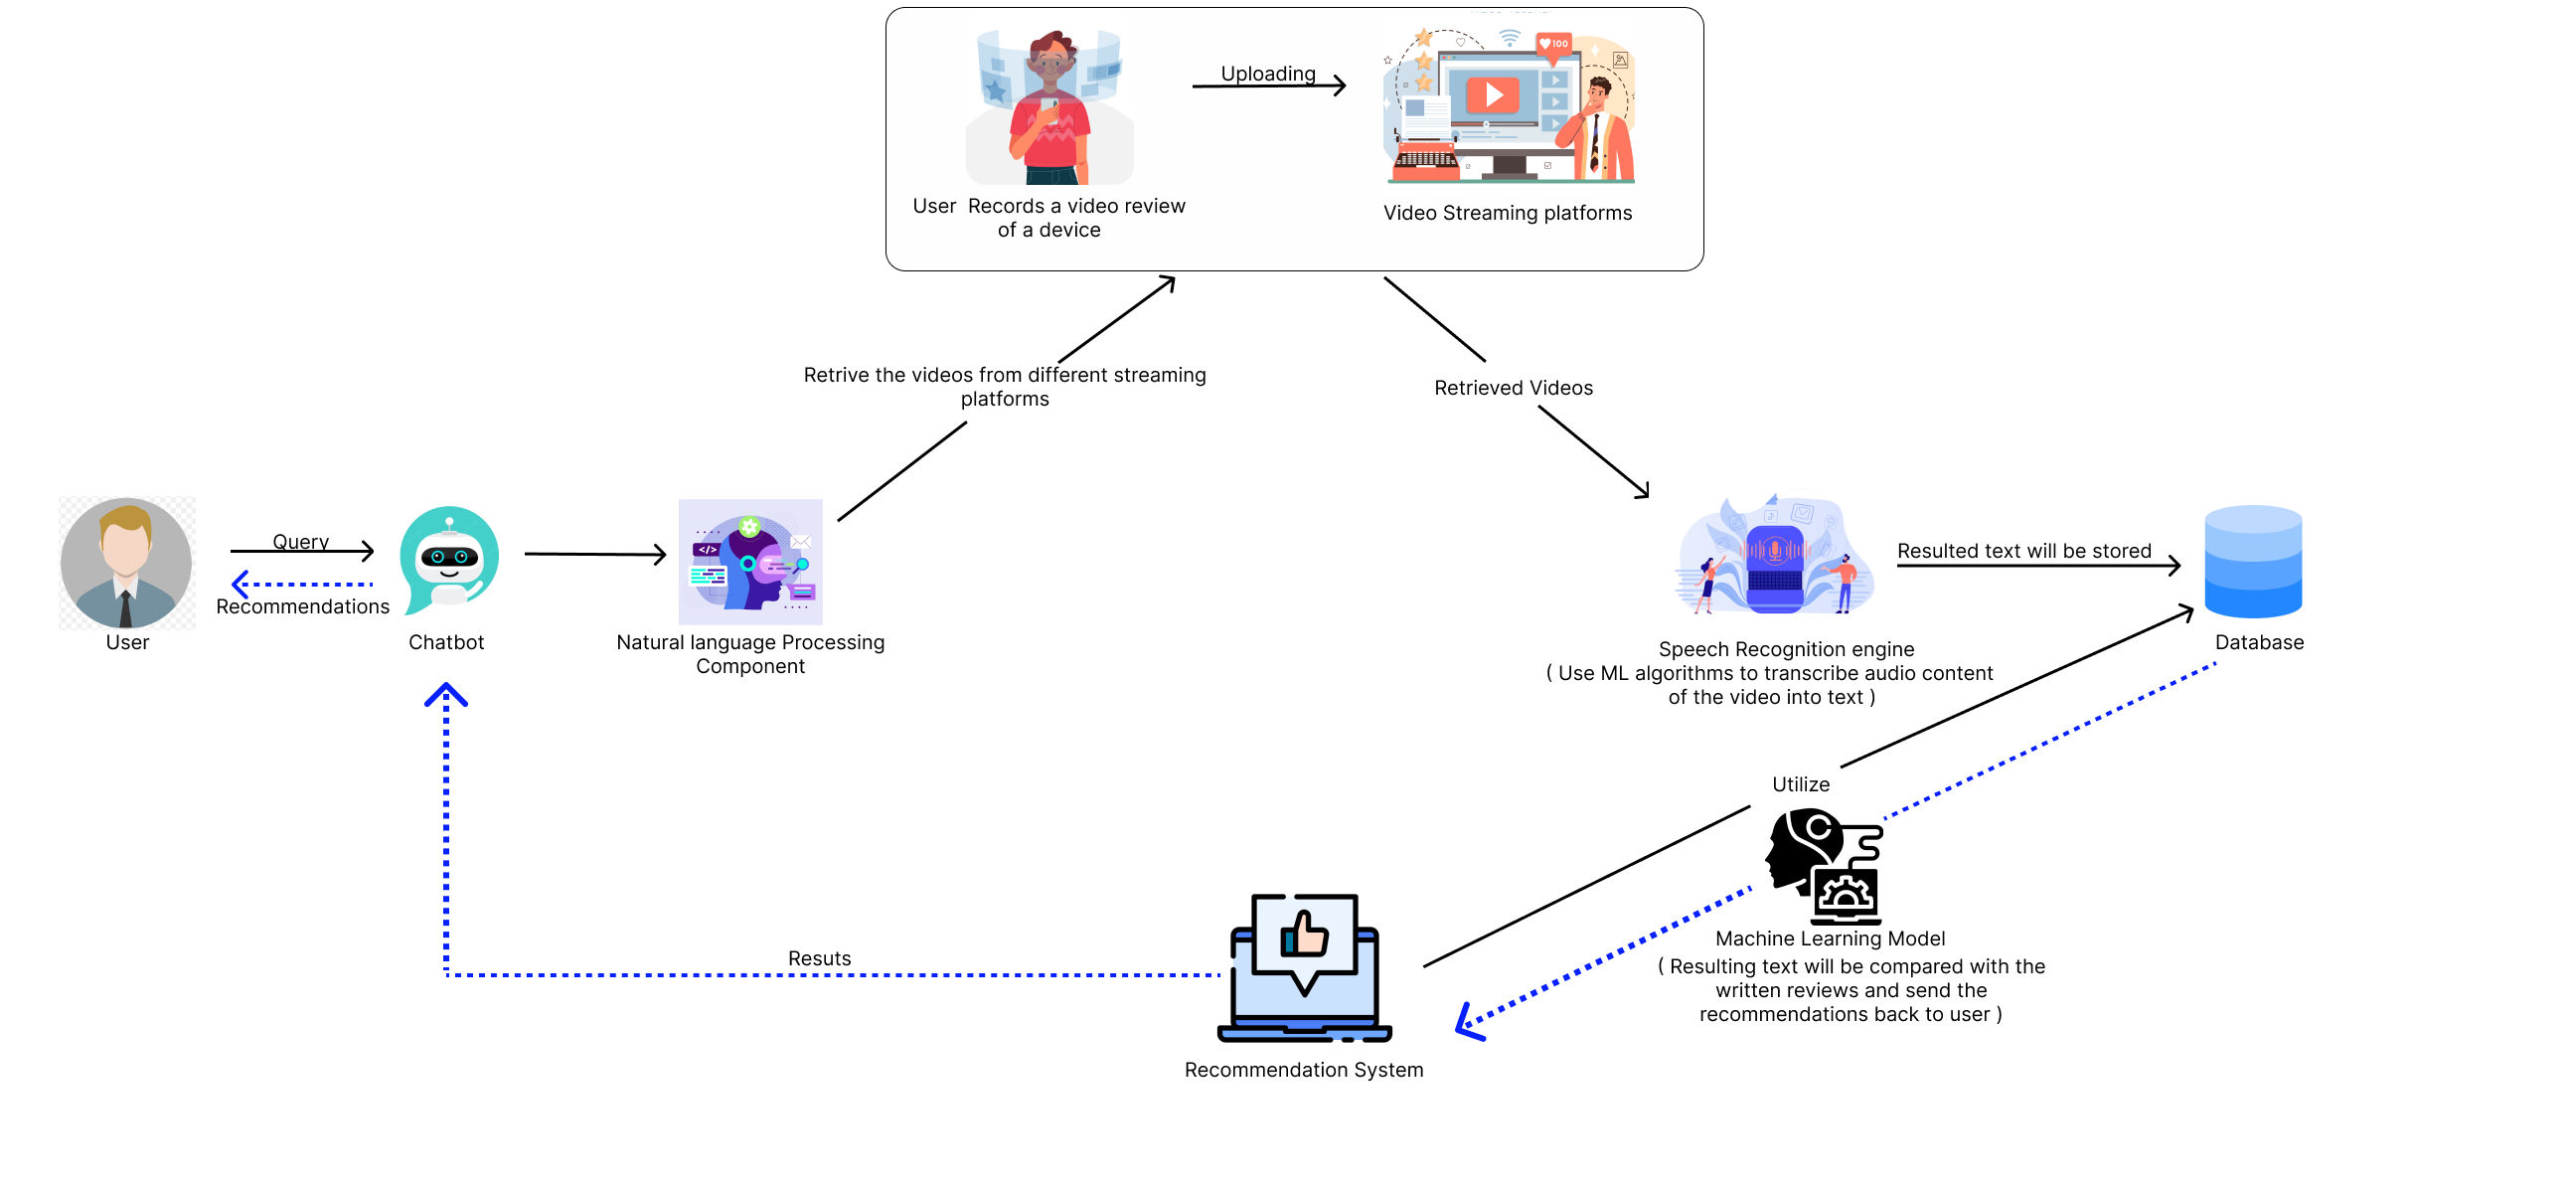 Uploading
100
User  Records a video review
of a device
Video Streaming platforms
Retrive the videos from different streaming
platforms
Retrieved Videos
Query
Recommendations
User
Chatbot
</>
Natural language Processing
Component
Speech Recognition engine
( Use ML algorithms to transcribe audio content
of the video into text )
Resulted text will be stored
Database
Utilize
Machine Learning Model
( Resulting text will be compared with the
written reviews and send the
recommendations back to user )
Resuts
Recommendation System